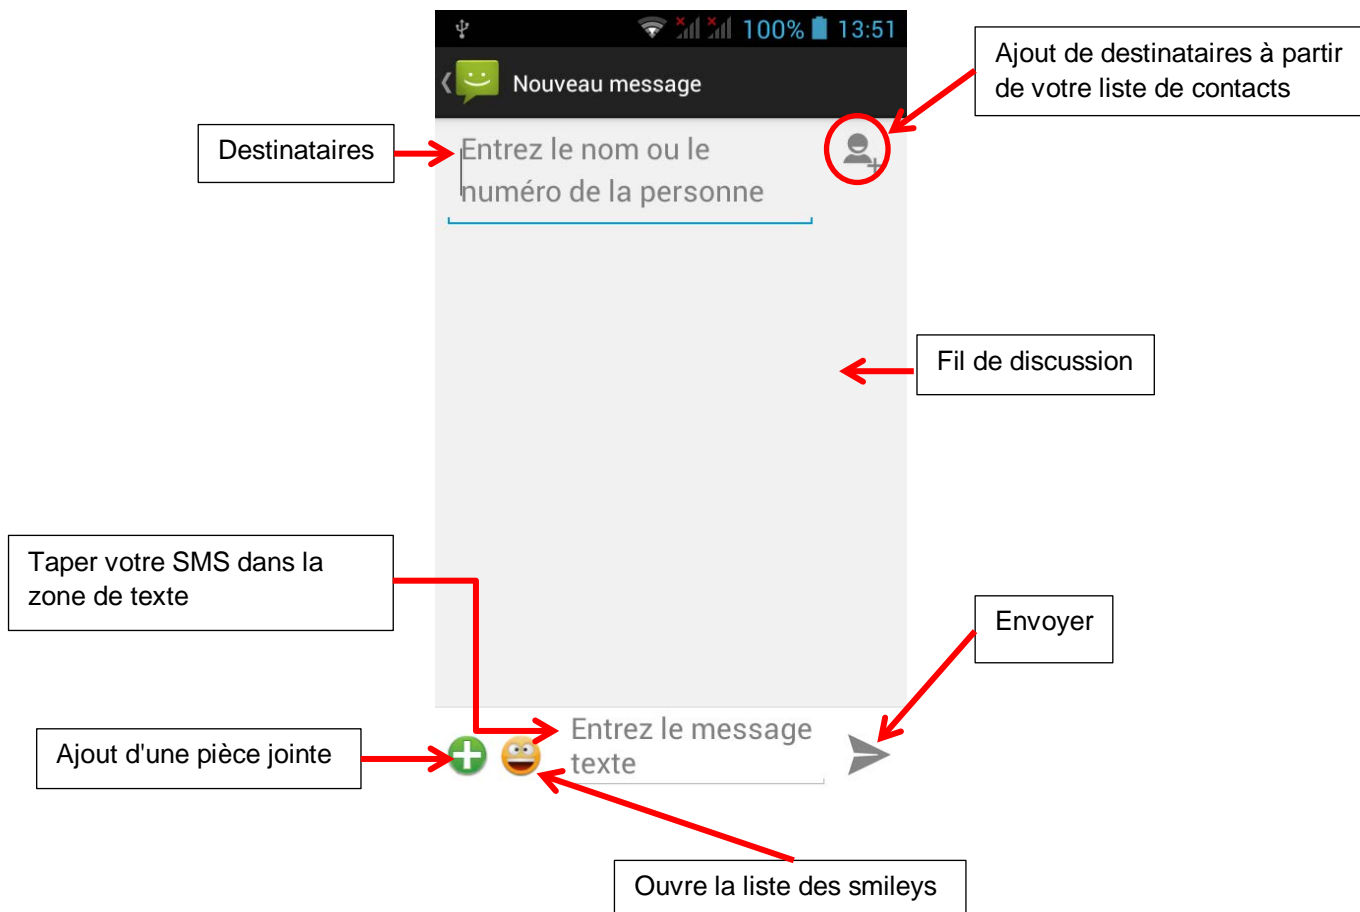 100% 13:51
Nouveau message
Ajout de destinataires à partir
de votre liste de contacts
Destinataires
Entrez le nom ou le
numéro de la personne
Fil de discussion
Taper votre SMS dans la
zone de texte
Envoyer
Ajout d'une pièce jointe
Entrez le message
texte
Ouvre la liste des smileys